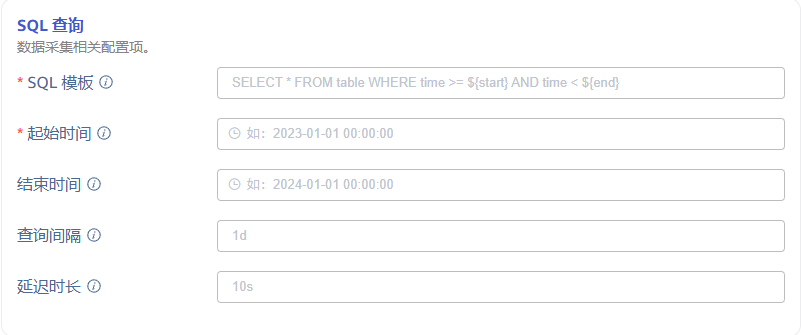 SQL 查询
数据采集相关配置项。
* SQL 模板
SELECT * FROM table WHERE time >= ${start} AND time < ${end}
* 起始时间
如：2023-01-01 00:00:00
结束时间
如：2024-01-01 00:00:00
查询间隔
1d
延迟时长
10s